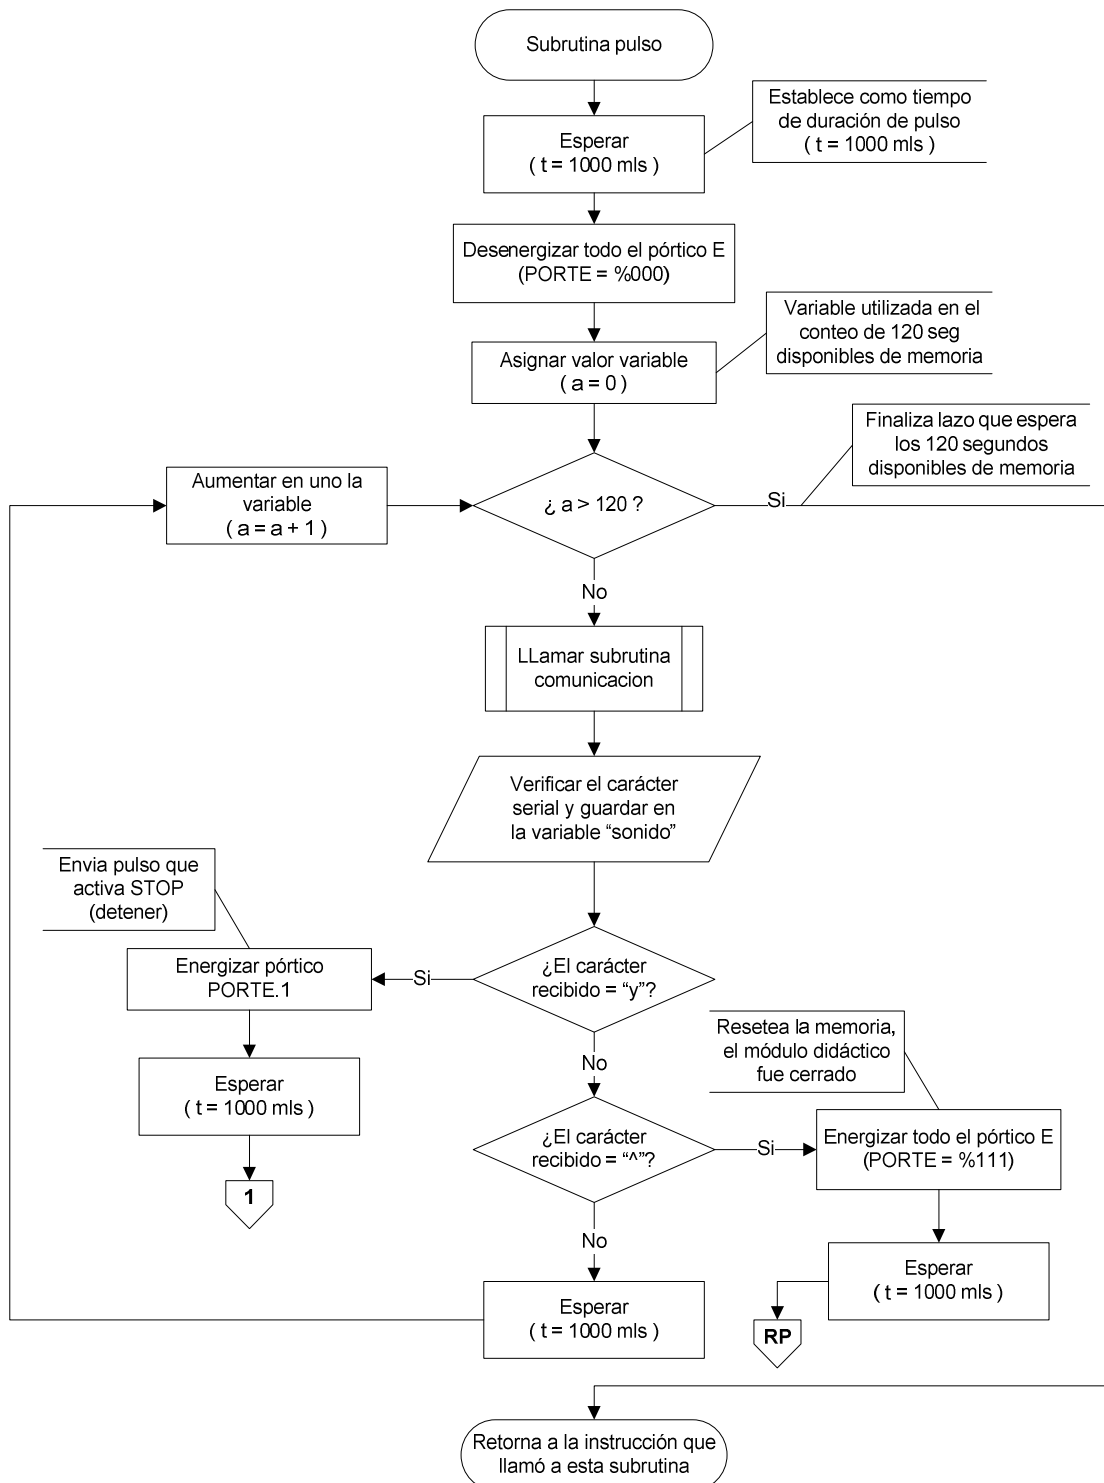 Subrutina pulso
Establece como tiempo
de duración de pulso
( t = 1000 mls )
Esperar
( t = 1000 mls )
Desenergizar todo el pórtico E
(PORTE = %000)
Variable utilizada en el
conteo de 120 seg
disponibles de memoria
Asignar valor variable
( a = 0 )
Finaliza lazo que espera
los 120 segundos
disponibles de memoria
Aumentar en uno la
variable
( a = a + 1 )
¿ a > 120 ?
Si
No
LLamar subrutina
comunicacion
Verificar el carácter
serial y guardar en
la variable “sonido”
Envia pulso que
activa STOP
(detener)
Energizar pórtico
PORTE.1
Si
¿El carácter
recibido = “y”?
No
Esperar
( t = 1000 mls )
1
Resetea la memoria,
el módulo didáctico
fue cerrado
¿El carácter
recibido = “^”?
Si
Energizar todo el pórtico E
(PORTE = %111)
No
Esperar
( t = 1000 mls )
Esperar
( t = 1000 mls )
RP
Retorna a la instrucción que
llamó a esta subrutina